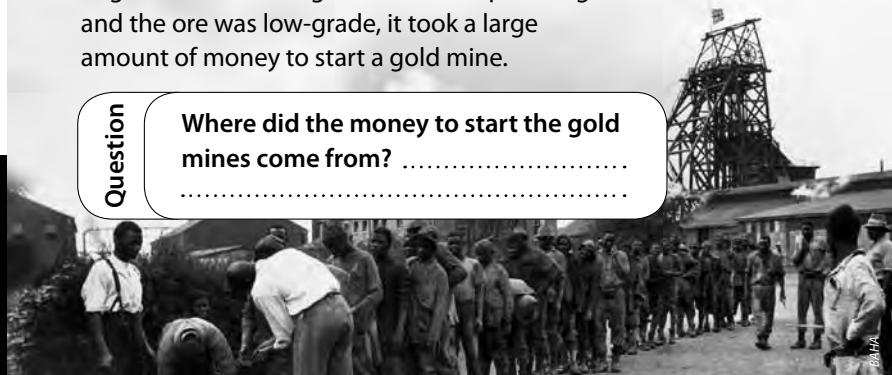 and the ore was low-grade, it took a large
amount of money to start a gold mine.
Question
Where did the money to start the gold
mines come from? ............................
......................................................
BAHA